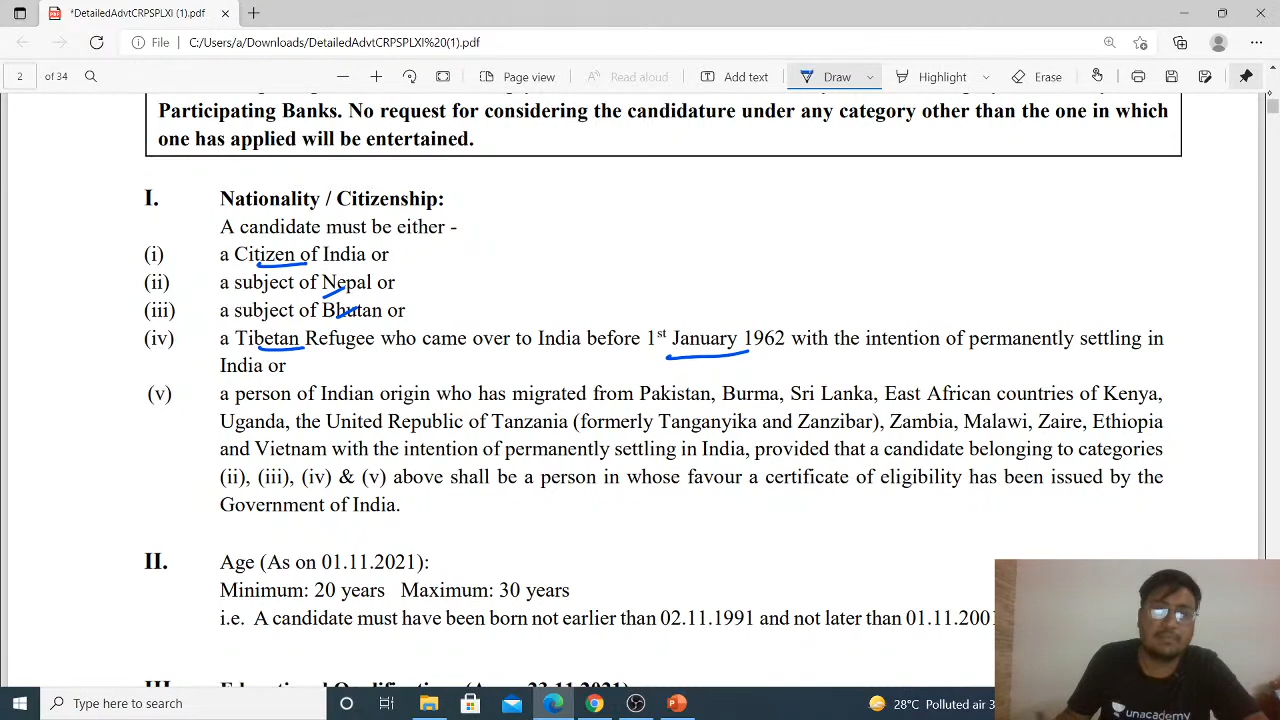 *DetailedAdvtCRPSPLXI (1).pdf
File C:/Users/a/Downloads/DetailedAdvtCRPSPLXI%20(1).pdf
2 of 34 Page view Read aloud Add text Draw Highlight Erase
Participating Banks. No request for considering the candidature under any category other than the one in which
one has applied will be entertained.
I. Nationality / Citizenship:
A candidate must be either -
(i) a Citizen of India or
(ii) a subject of Nepal or
(iii) a subject of Bhutan or
(iv) a Tibetan Refugee who came over to India before 1st January 1962 with the intention of permanently settling in
India or
(v) a person of Indian origin who has migrated from Pakistan, Burma, Sri Lanka, East African countries of Kenya,
Uganda, the United Republic of Tanzania (formerly Tanganyika and Zanzibar), Zambia, Malawi, Zaire, Ethiopia
and Vietnam with the intention of permanently settling in India, provided that a candidate belonging to categories
(ii), (iii), (iv) & (v) above shall be a person in whose favour a certificate of eligibility has been issued by the
Government of India.
II. Age (As on 01.11.2021):
Minimum: 20 years Maximum: 30 years
i.e. A candidate must have been born not earlier than 02.11.1991 and not later than 01.11.2001
unacademy
Type here to search 28°C Polluted air